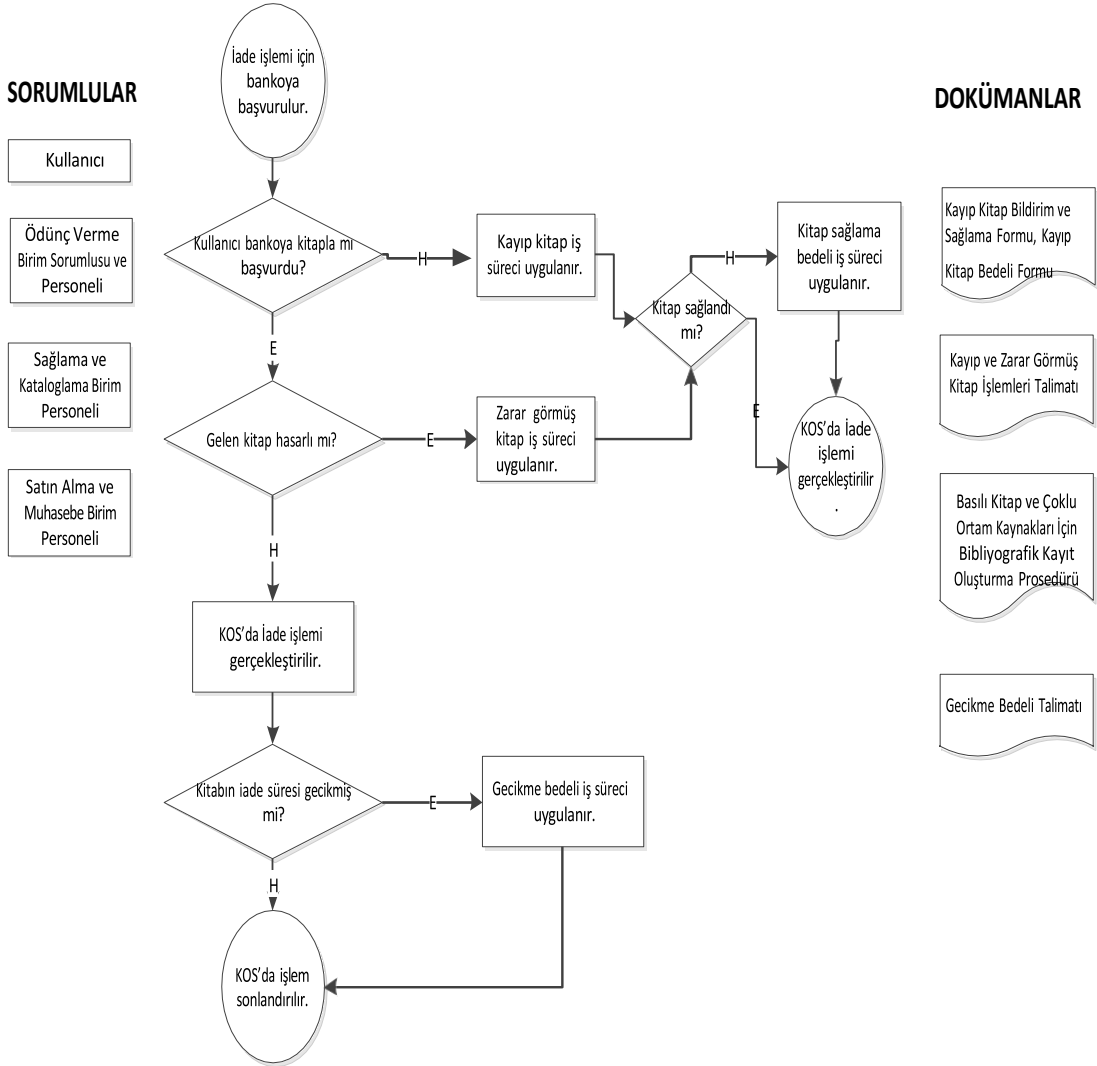 SORUMLULAR
Kullanıcı
Ödünç Verme
Birim Sorumlusu ve
Personeli
Sağlama ve
Kataloglama Birim
Personeli
Satın Alma ve
Muhasebe Birim
Personeli
İade işlemi için
bankoya
başvurulur.
Kullanıcı bankoya kitapla mı
başvurdu?
H
Kayıp kitap iş
süreci uygulanır.
Kitap sağlandı
mı?
H
Kitap sağlama
bedeli iş süreci
uygulanır.
E
KOS’da İade
işlemi
gerçekleştirilir
.
E
Gelen kitap hasarlı mı?
E
Zarar görmüş
kitap iş süreci
uygulanır.
H
KOS’da İade işlemi
gerçekleştirilir.
Kitabın iade süresi gecikmiş
mi?
E
Gecikme bedeli iş süreci
uygulanır.
H
KOS’da işlem
sonlandırılır.
DOKÜMANLAR
Kayıp Kitap Bildirim ve
Sağlama Formu, Kayıp
Kitap Bedeli Formu
Kayıp ve Zarar Görmüş
Kitap İşlemleri Talimatı
Basılı Kitap ve Çoklu
Ortam Kaynakları İçin
Bibliyografik Kayıt
Oluşturma Prosedürü
Gecikme Bedeli Talimatı